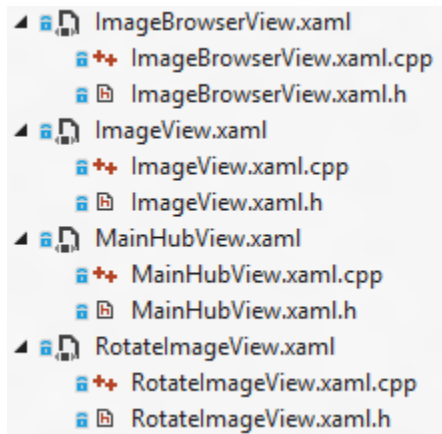 ImageBrowserView.xaml
ImageBrowserView.xaml.cpp
ImageBrowserView.xaml.h
ImageView.xaml
ImageView.xaml.cpp
ImageView.xaml.h
MainHubView.xaml
MainHubView.xaml.cpp
MainHubView.xaml.h
RotateImageView.xaml
RotateImageView.xaml.cpp
RotateImageView.xaml.h